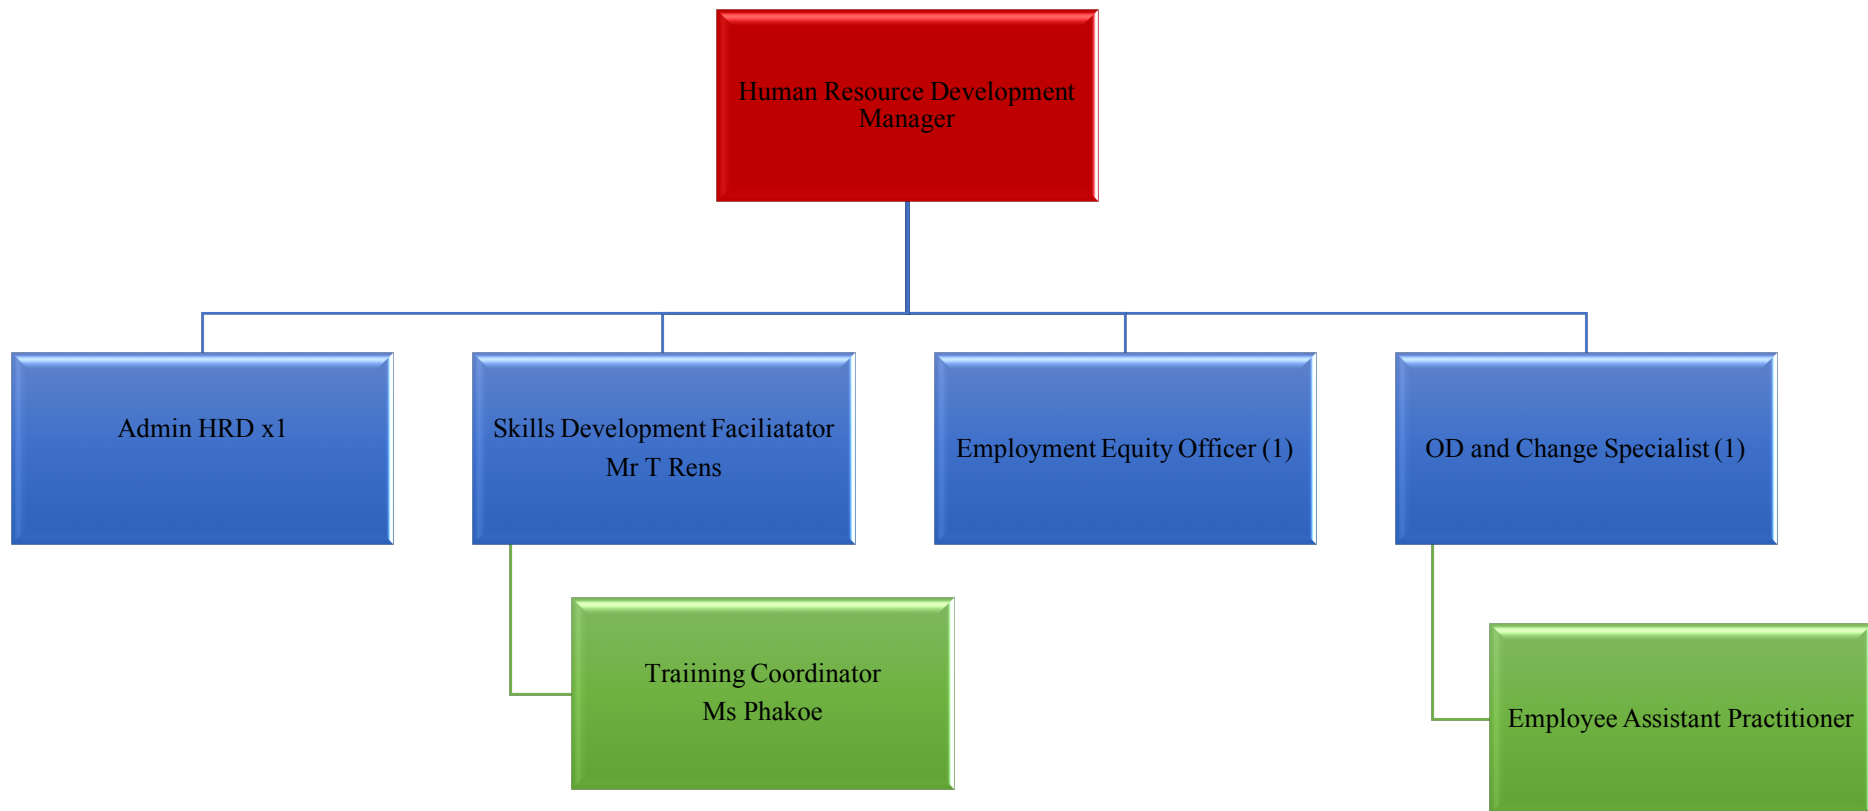 Human Resource Development
Manager
Admin HRD x1
Skills Development Faciliatator
Mr T Rens
Employment Equity Officer (1)
OD and Change Specialist (1)
Traiining Coordinator
Ms Phakoe
Employee Assistant Practitioner